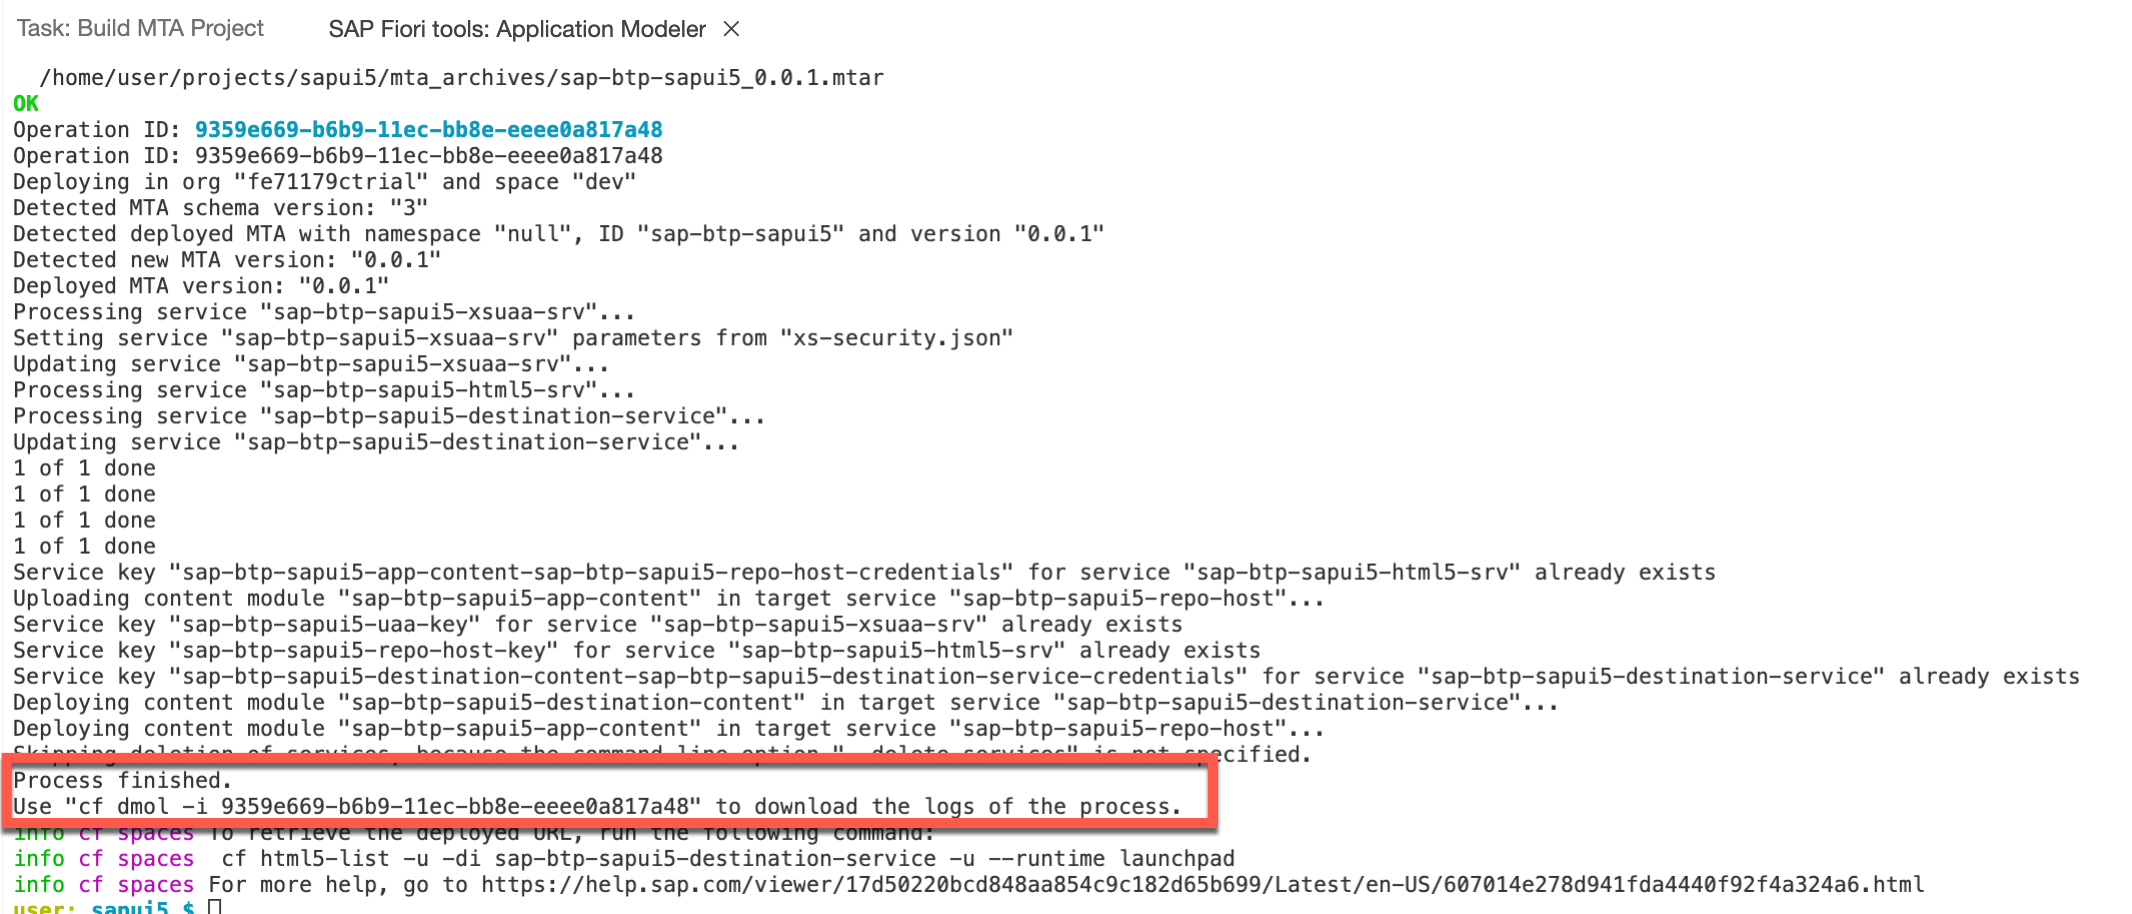 Task: Build MTA Project
SAP Fiori tools: Application Modeler ×
/home/user/projects/sapui5/mta_archives/sap-btp-sapui5_0.0.1.mtar
OK
Operation ID: 9359e669-b6b9-11ec-bb8e-eeee0a817a48
Operation ID: 9359e669-b6b9-11ec-bb8e-eeee0a817a48
Deploying in org "fe71179ctrial" and space "dev"
Detected MTA schema version: "3"
Detected deployed MTA with namespace "null", ID "sap-btp-sapui5" and version "0.0.1"
Detected new MTA version: "0.0.1"
Deployed MTA version: "0.0.1"
Processing service "sap-btp-sapui5-xsuaa-srv"...
Setting service "sap-btp-sapui5-xsuaa-srv" parameters from "xs-security.json"
Updating service "sap-btp-sapui5-xsuaa-srv"...
Processing service "sap-btp-sapui5-html5-srv"...
Processing service "sap-btp-sapui5-destination-service"...
Updating service "sap-btp-sapui5-destination-service"...
1 of 1 done
1 of 1 done
1 of 1 done
1 of 1 done
Service key "sap-btp-sapui5-app-content-sap-btp-sapui5-repo-host-credentials" for service "sap-btp-sapui5-html5-srv" already exists
Uploading content module "sap-btp-sapui5-app-content" in target service "sap-btp-sapui5-repo-host"...
Service key "sap-btp-sapui5-uaa-key" for service "sap-btp-sapui5-xsuaa-srv" already exists
Service key "sap-btp-sapui5-repo-host-key" for service "sap-btp-sapui5-html5-srv" already exists
Service key "sap-btp-sapui5-destination-content-sap-btp-sapui5-destination-service-credentials" for service "sap-btp-sapui5-destination-service" already exists
Deploying content module "sap-btp-sapui5-destination-content" in target service "sap-btp-sapui5-destination-service"...
Deploying content module "sap-btp-sapui5-app-content" in target service "sap-btp-sapui5-repo-host"...
Skipping deletion of services, because the command line option "--delete-services" is not specified.
Process finished.
Use "cf dmol -i 9359e669-b6b9-11ec-bb8e-eeee0a817a48" to download the logs of the process.
info cf spaces To retrieve the deployed URL, run the following command:
info cf spaces  cf html5-list -u -di sap-btp-sapui5-destination-service -u --runtime launchpad
info cf spaces For more help, go to https://help.sap.com/viewer/17d50220bcd848aa854c9c182d65b699/Latest/en-US/607014e278d941fda4440f92f4a324a6.html
user: sapui5 $